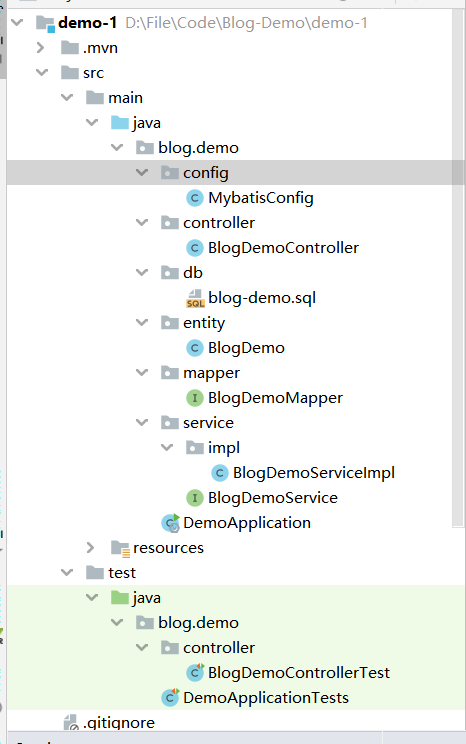 demo-1 D:\File\Code\Blog-Demo\demo-1
.mvn
src
main
java
blog.demo
config
MybatisConfig
controller
BlogDemoController
db
SQL blog-demo.sql
entity
BlogDemo
mapper
BlogDemoMapper
service
impl
BlogDemoServiceImpl
BlogDemoService
DemoApplication
resources
test
java
blog.demo
controller
BlogDemoControllerTest
DemoApplicationTests
.gitignore